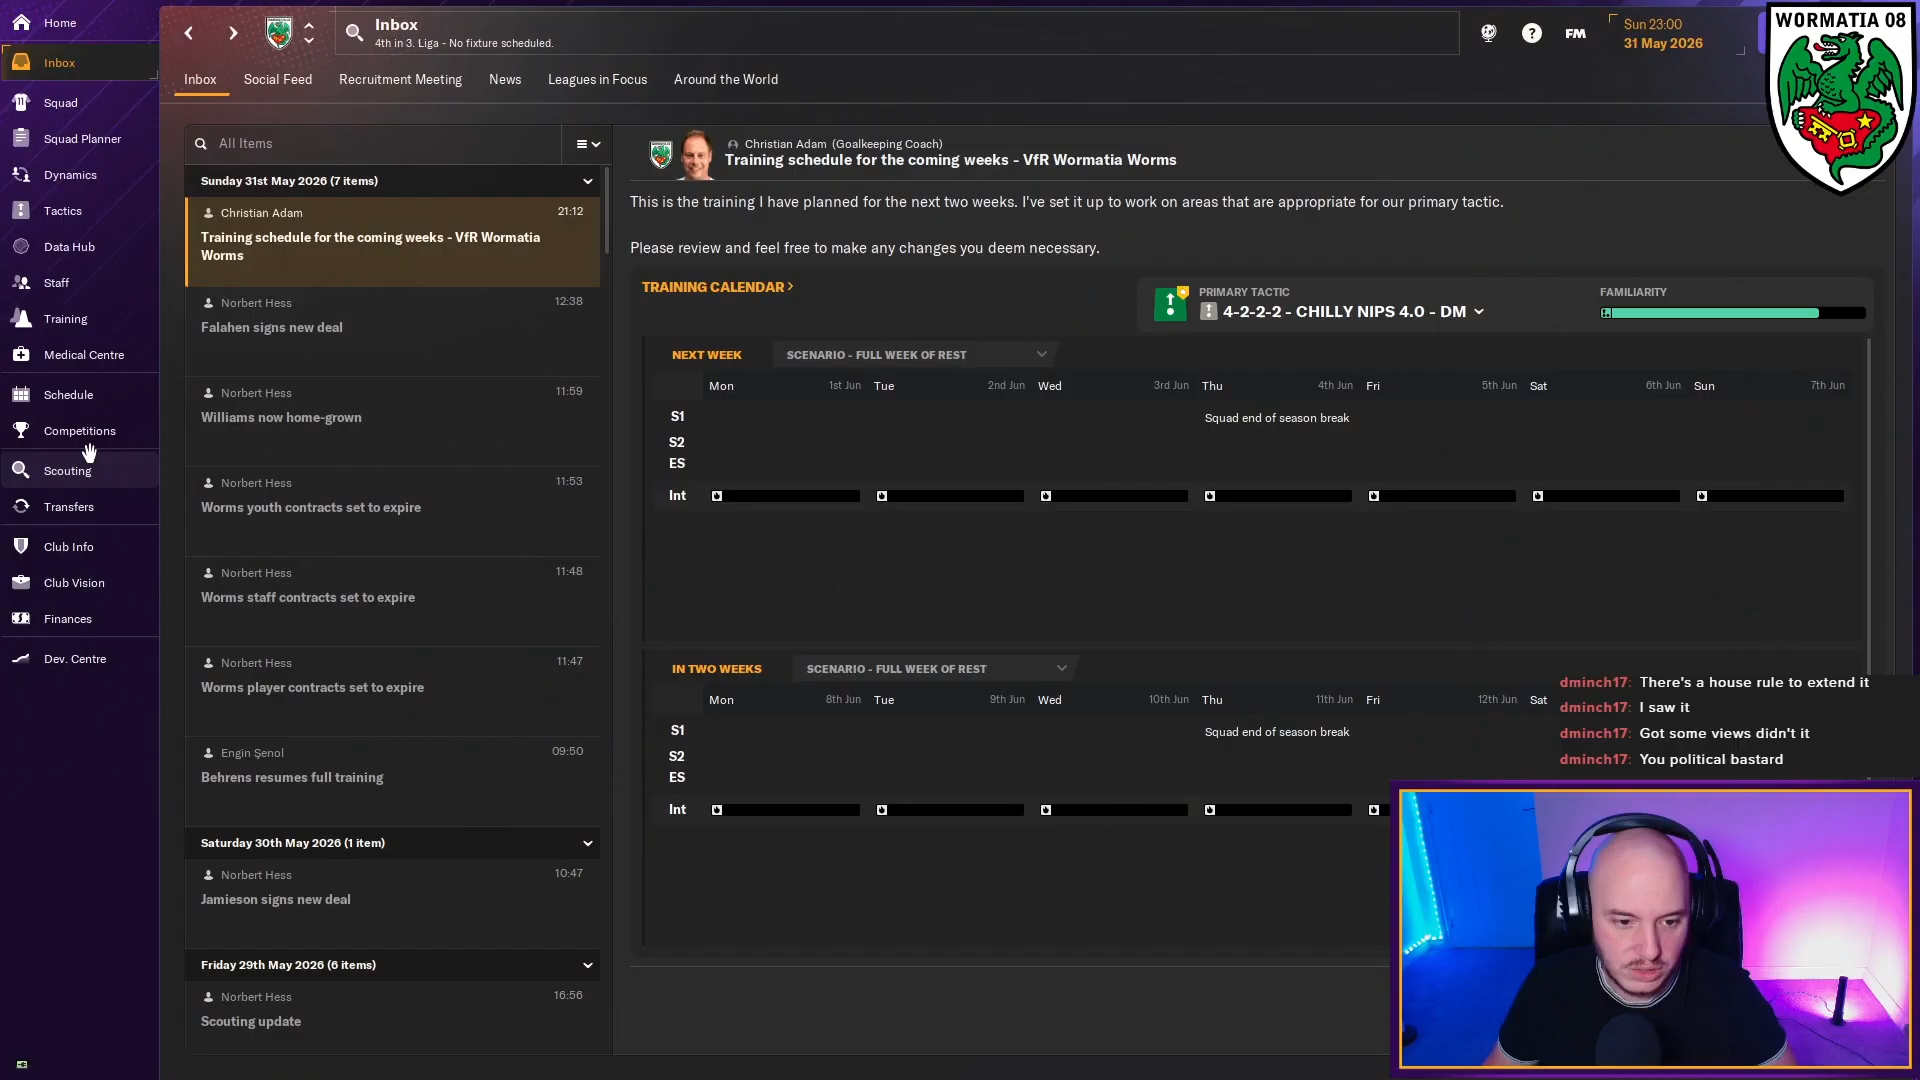 Home
Inbox
Squad
Squad Planner
Dynamics
Tactics
Data Hub
Staff
Training
Medical Centre
Schedule
Competitions
Scouting
Transfers
Club Info
Club Vision
Finances
Dev. Centre
Inbox
4th in 3. Liga - No fixture scheduled.
FM
Sun 23:00
31 May 2026
WORMATIA 08
Inbox
Social Feed
Recruitment Meeting
News
Leagues in Focus
Around the World
All Items
Sunday 31st May 2026 (7 items)
Christian Adam 21:12
Training schedule for the coming weeks - VfR Wormatia
Worms
Norbert Hess 12:38
Falahen signs new deal
Norbert Hess 11:59
Williams now home-grown
Norbert Hess 11:53
Worms youth contracts set to expire
Norbert Hess 11:48
Worms staff contracts set to expire
Norbert Hess 11:47
Worms player contracts set to expire
Engin Şenol 09:50
Behrens resumes full training
Saturday 30th May 2026 (1 item)
Norbert Hess 10:47
Jamieson signs new deal
Friday 29th May 2026 (6 items)
Norbert Hess 16:56
Scouting update
Christian Adam (Goalkeeping Coach)
Training schedule for the coming weeks - VfR Wormatia Worms
This is the training I have planned for the next two weeks. I've set it up to work on areas that are appropriate for our primary tactic.
Please review and feel free to make any changes you deem necessary.
TRAINING CALENDAR >
PRIMARY TACTIC
4-2-2-2 - CHILLY NIPS 4.0 - DM
FAMILIARITY
NEXT WEEK SCENARIO - FULL WEEK OF REST
Mon 1st Jun Tue 2nd Jun Wed 3rd Jun Thu 4th Jun Fri 5th Jun Sat 6th Jun Sun 7th Jun
S1 Squad end of season break
S2
ES
Int
IN TWO WEEKS SCENARIO - FULL WEEK OF REST
Mon 8th Jun Tue 9th Jun Wed 10th Jun Thu 11th Jun Fri 12th Jun Sat
S1 Squad end of season break
S2
ES
Int
dminch17: There's a house rule to extend it
dminch17: I saw it
dminch17: Got some views didn't it
dminch17: You political bastard